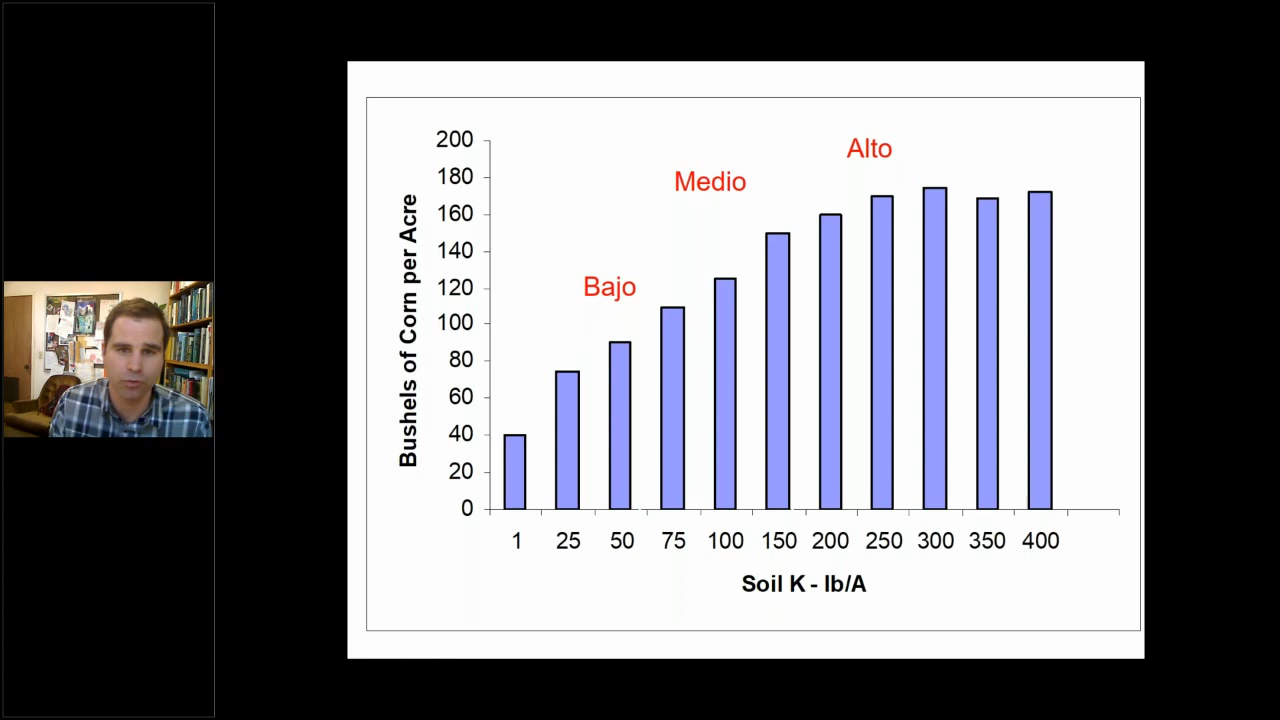 200
180
160
140
120
100
80
60
40
20
0
Bushels of Corn per Acre
Alto
Medio
Bajo
1 25 50 75 100 150 200 250 300 350 400
Soil K - lb/A